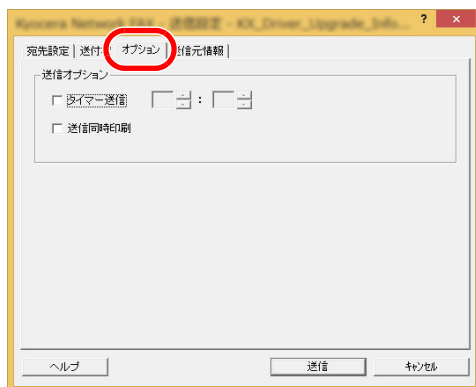 Kyocera Network FAX - 送信設定 - KX_Driver_Upgrade_Info... ? ×
宛先設定 送付 オプション 送信元情報
送信オプション
タイマー送信 :
送信同時印刷
ヘルプ 送信 キャンセル